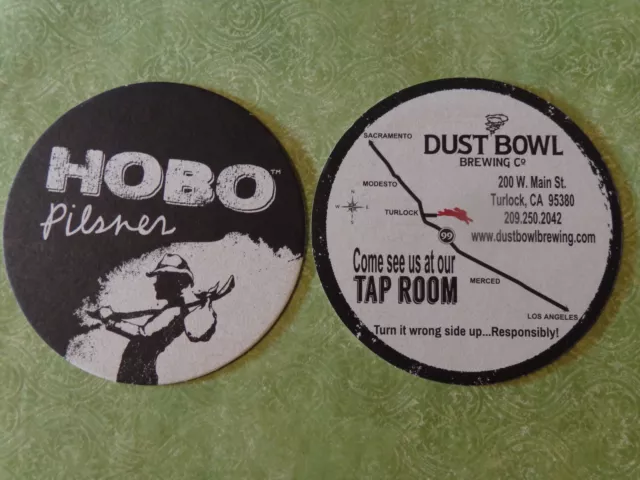 HOBO™
Pilsner
DUST BOWL
BREWING Co
200 W. Main St.
Turlock, CA 95380
209.250.2042
www.dustbowlbrewing.com
SACRAMENTO
MODESTO
TURLOCK
99
MERCED
LOS ANGELES
N
W
E
S
Come see us at our
TAP ROOM
Turn it wrong side up...Responsibly!